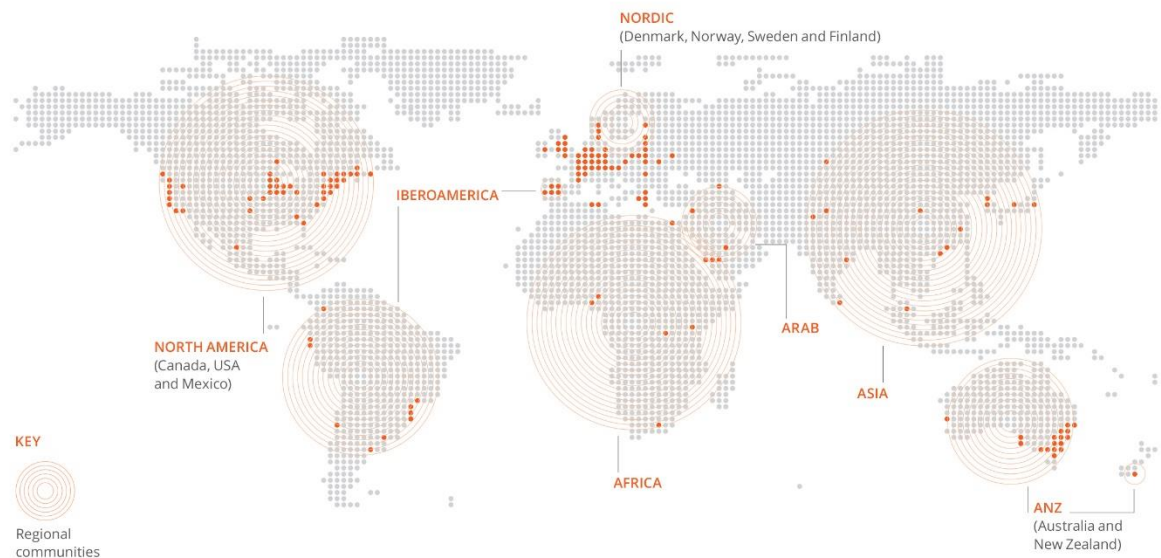 NORDIC
(Denmark, Norway, Sweden and Finland)
IBEROAMERICA
ARAB
NORTH AMERICA
(Canada, USA
and Mexico)
ASIA
KEY
Regional
communities
AFRICA
ANZ
(Australia and
New Zealand)